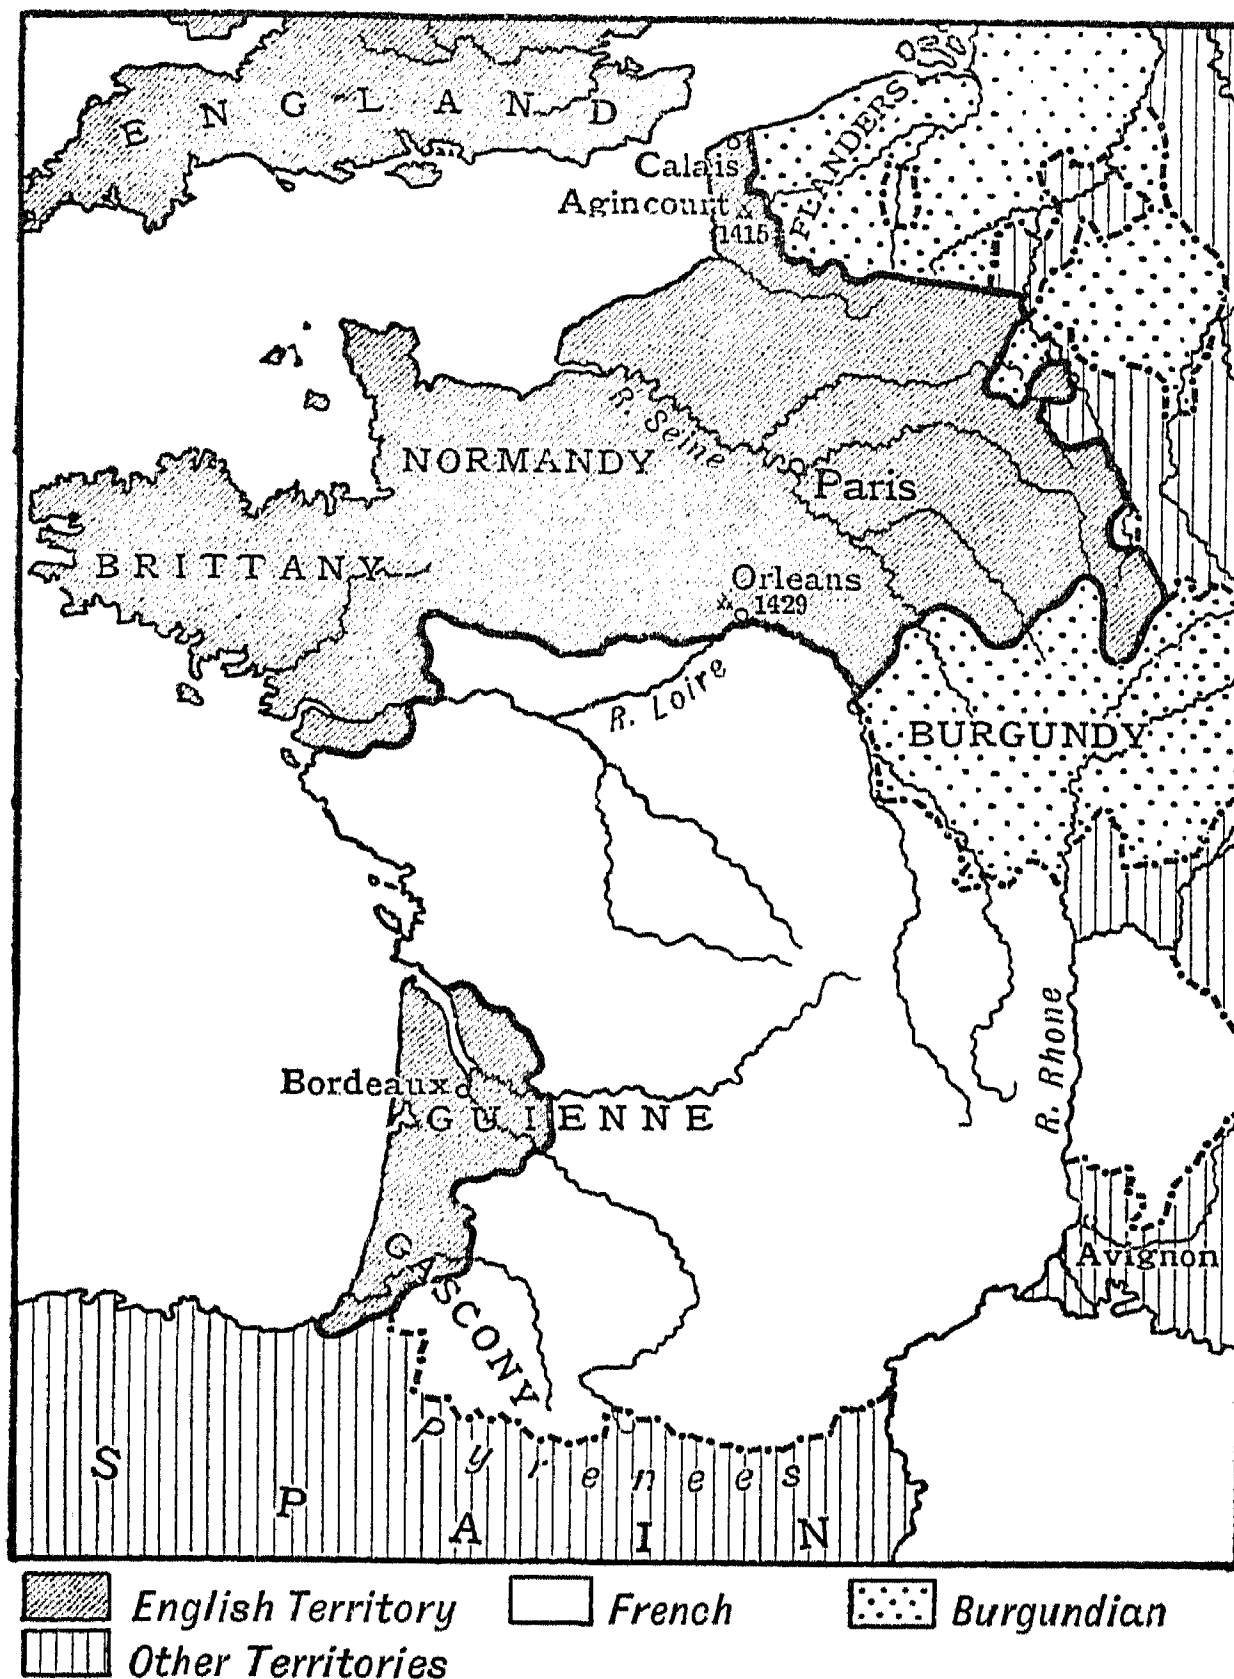 ENGLAND
Calais
Agincourt
1415
FLANDERS
R. Seine
NORMANDY
Paris
BRITTANY
Orleans
1429
R. Loire
BURGUNDY
R. Rhone
Bordeaux
GUIENNE
GASCONY
Avignon
Pyrenees
SPAIN
English Territory French Burgundian
Other Territories